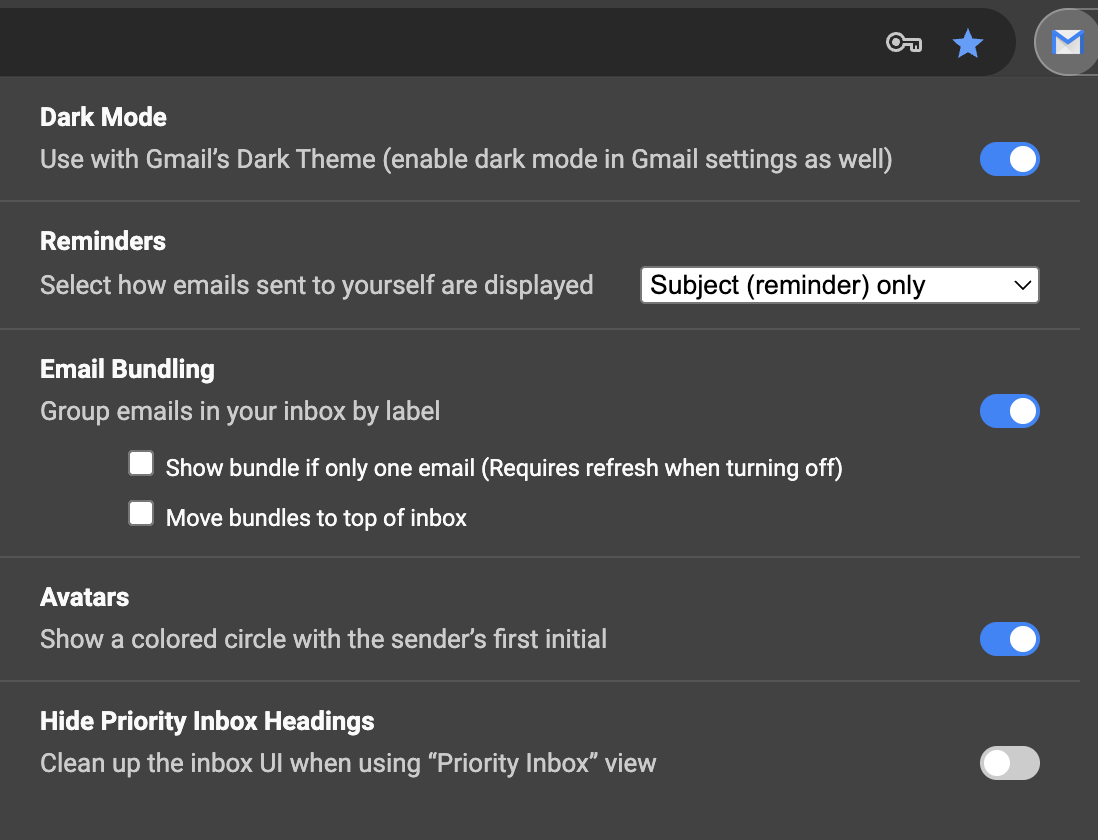 Dark Mode
Use with Gmail’s Dark Theme (enable dark mode in Gmail settings as well)
Reminders
Select how emails sent to yourself are displayed
Subject (reminder) only
Email Bundling
Group emails in your inbox by label
Show bundle if only one email (Requires refresh when turning off)
Move bundles to top of inbox
Avatars
Show a colored circle with the sender’s first initial
Hide Priority Inbox Headings
Clean up the inbox UI when using “Priority Inbox” view